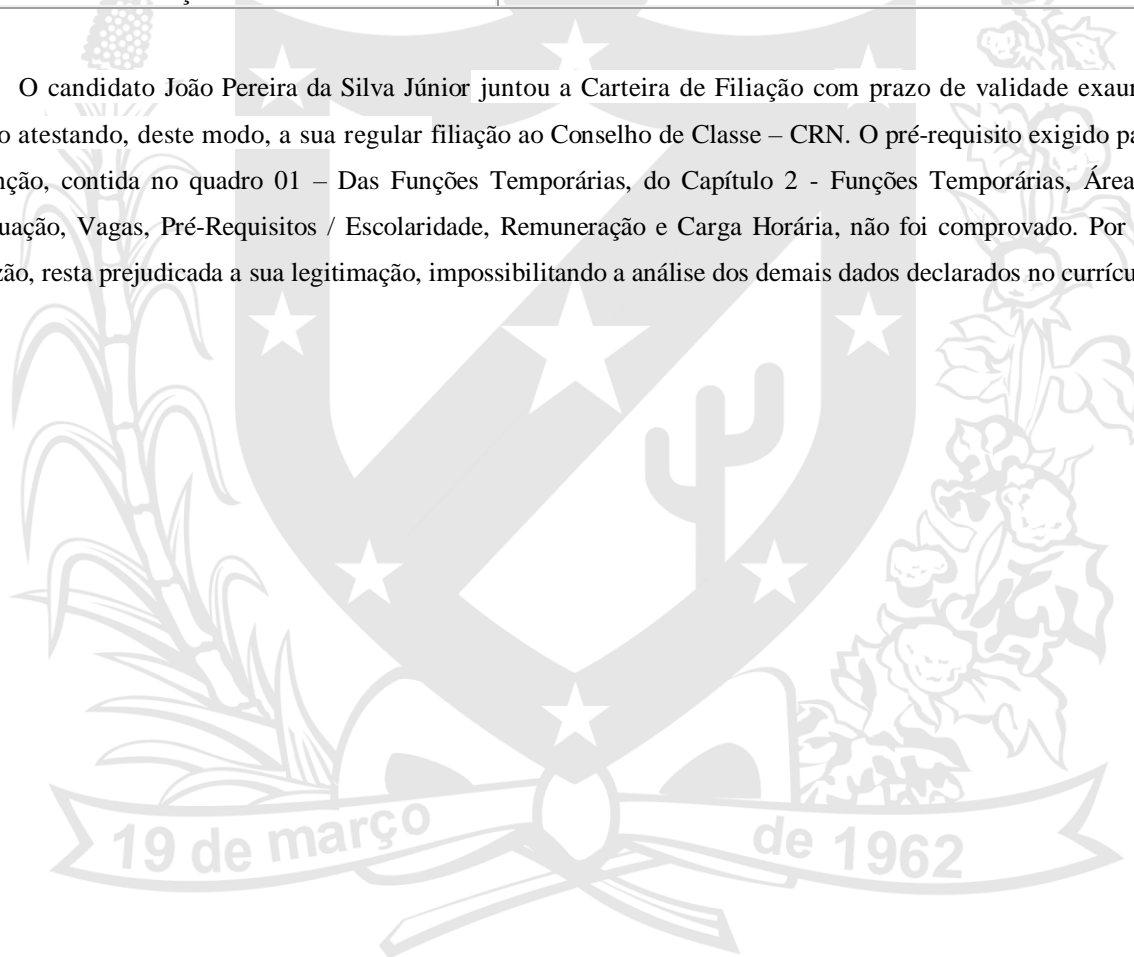 O candidato João Pereira da Silva Júnior juntou a Carteira de Filiação com prazo de validade exau
o atestando, deste modo, a sua regular filiação ao Conselho de Classe – CRN. O pré-requisito exigido pa
nção, contida no quadro 01 – Das Funções Temporárias, do Capítulo 2 - Funções Temporárias, Área
uação, Vagas, Pré-Requisitos / Escolaridade, Remuneração e Carga Horária, não foi comprovado. Por
zão, resta prejudicada a sua legitimação, impossibilitando a análise dos demais dados declarados no currícu
19 de março de 1962